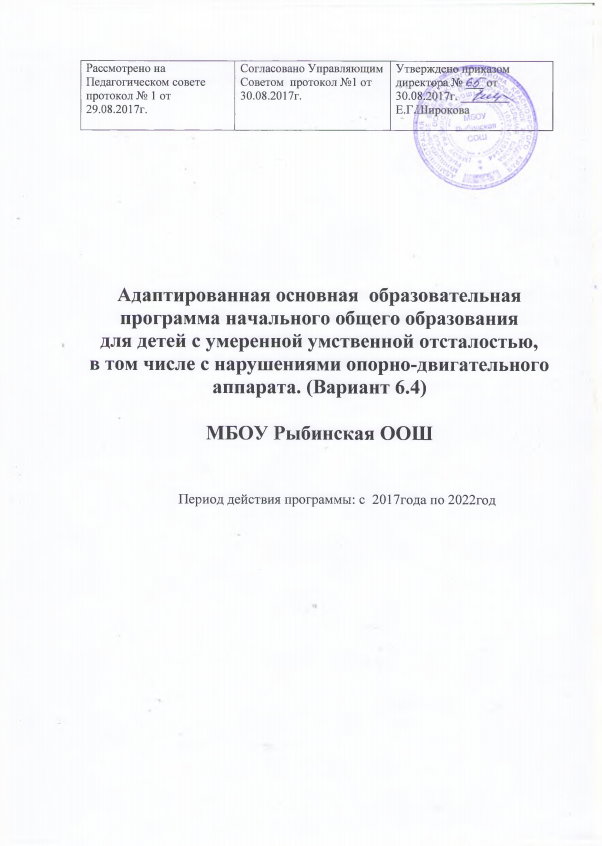 Рассмотрено на
Педагогическом совете
протокол № 1 от
29.08.2017г.
Согласовано Управляющим
Советом протокол №1 от
30.08.2017г.
Утверждено приказом
директора № 65 от
30.08.2017г.
Е.Г.Широкова
МБОУ
Рыбинская
ООШ
Адаптированная основная образовательная
программа начального общего образования
для детей с умеренной умственной отсталостью,
в том числе с нарушениями опорно-двигательного
аппарата. (Вариант 6.4)
МБОУ Рыбинская ООШ
Период действия программы: с 2017года по 2022год